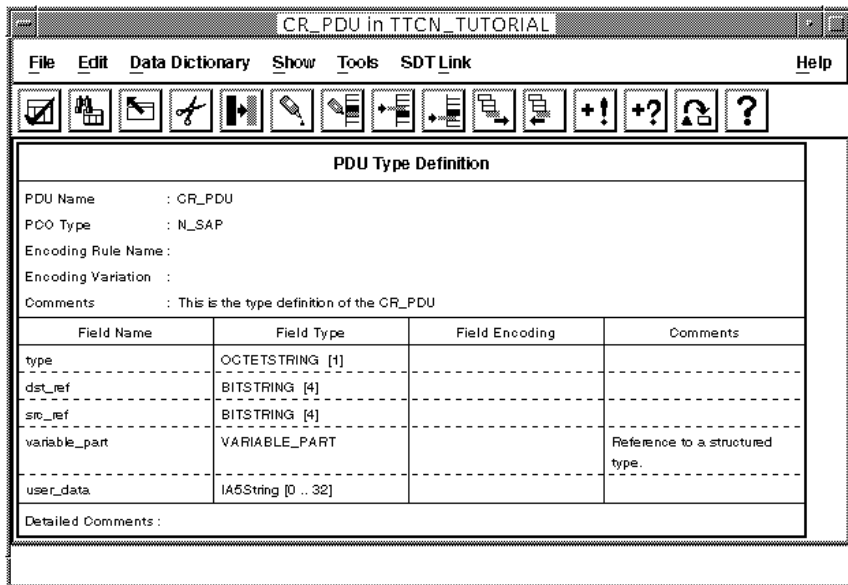 CR_PDU in TTCN_TUTORIAL
File Edit Data Dictionary Show Tools SDT Link Help
PDU Type Definition
PDU Name : CR_PDU
PCO Type : N_SAP
Encoding Rule Name :
Encoding Variation :
Comments : This is the type definition of the CR_PDU
Field Name Field Type Field Encoding Comments
type OCTETSTRING [1]
dst_ref BITSTRING [4]
src_ref BITSTRING [4]
variable_part VARIABLE_PART Reference to a structured
type.
user_data IA5String [0 .. 32]
Detailed Comments :